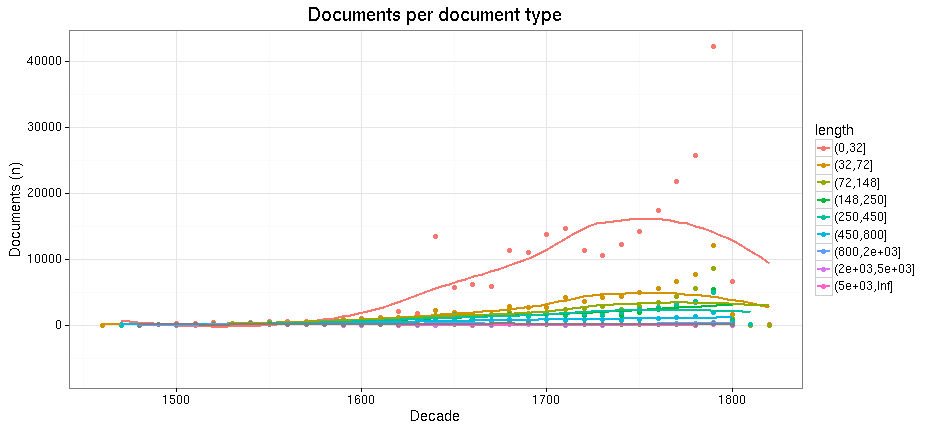 Documents per document type
Documents (n)
40000
30000
20000
10000
0
1500
1600
1700
1800
Decade
length
(0,32]
(32,72]
(72,148]
(148,250]
(250,450]
(450,800]
(800,2e+03]
(2e+03,5e+03]
(5e+03,Inf]